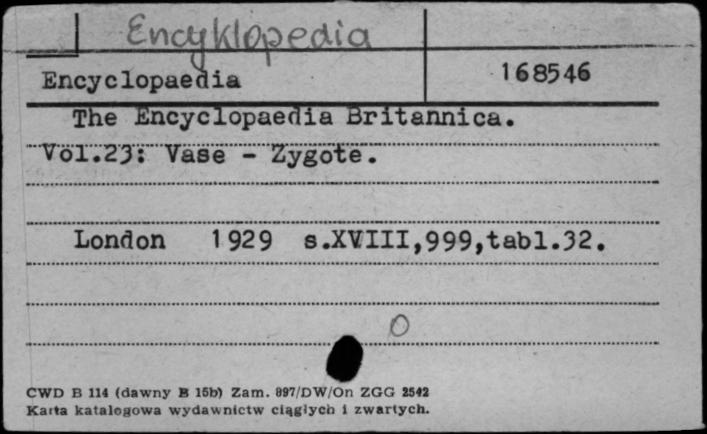 Encyklopedia
Encyclopaedia 168546
The Encyclopaedia Britannica.
Vol.23: Vase - Zygote.
London 1929 s.XVIII,999,tabl.32.
O
CWD B 114 (dawny B 15b) Zam. 897/DW/On ZGG 2542
Karta katalogowa wydawnictw ciągłych i zwartych.